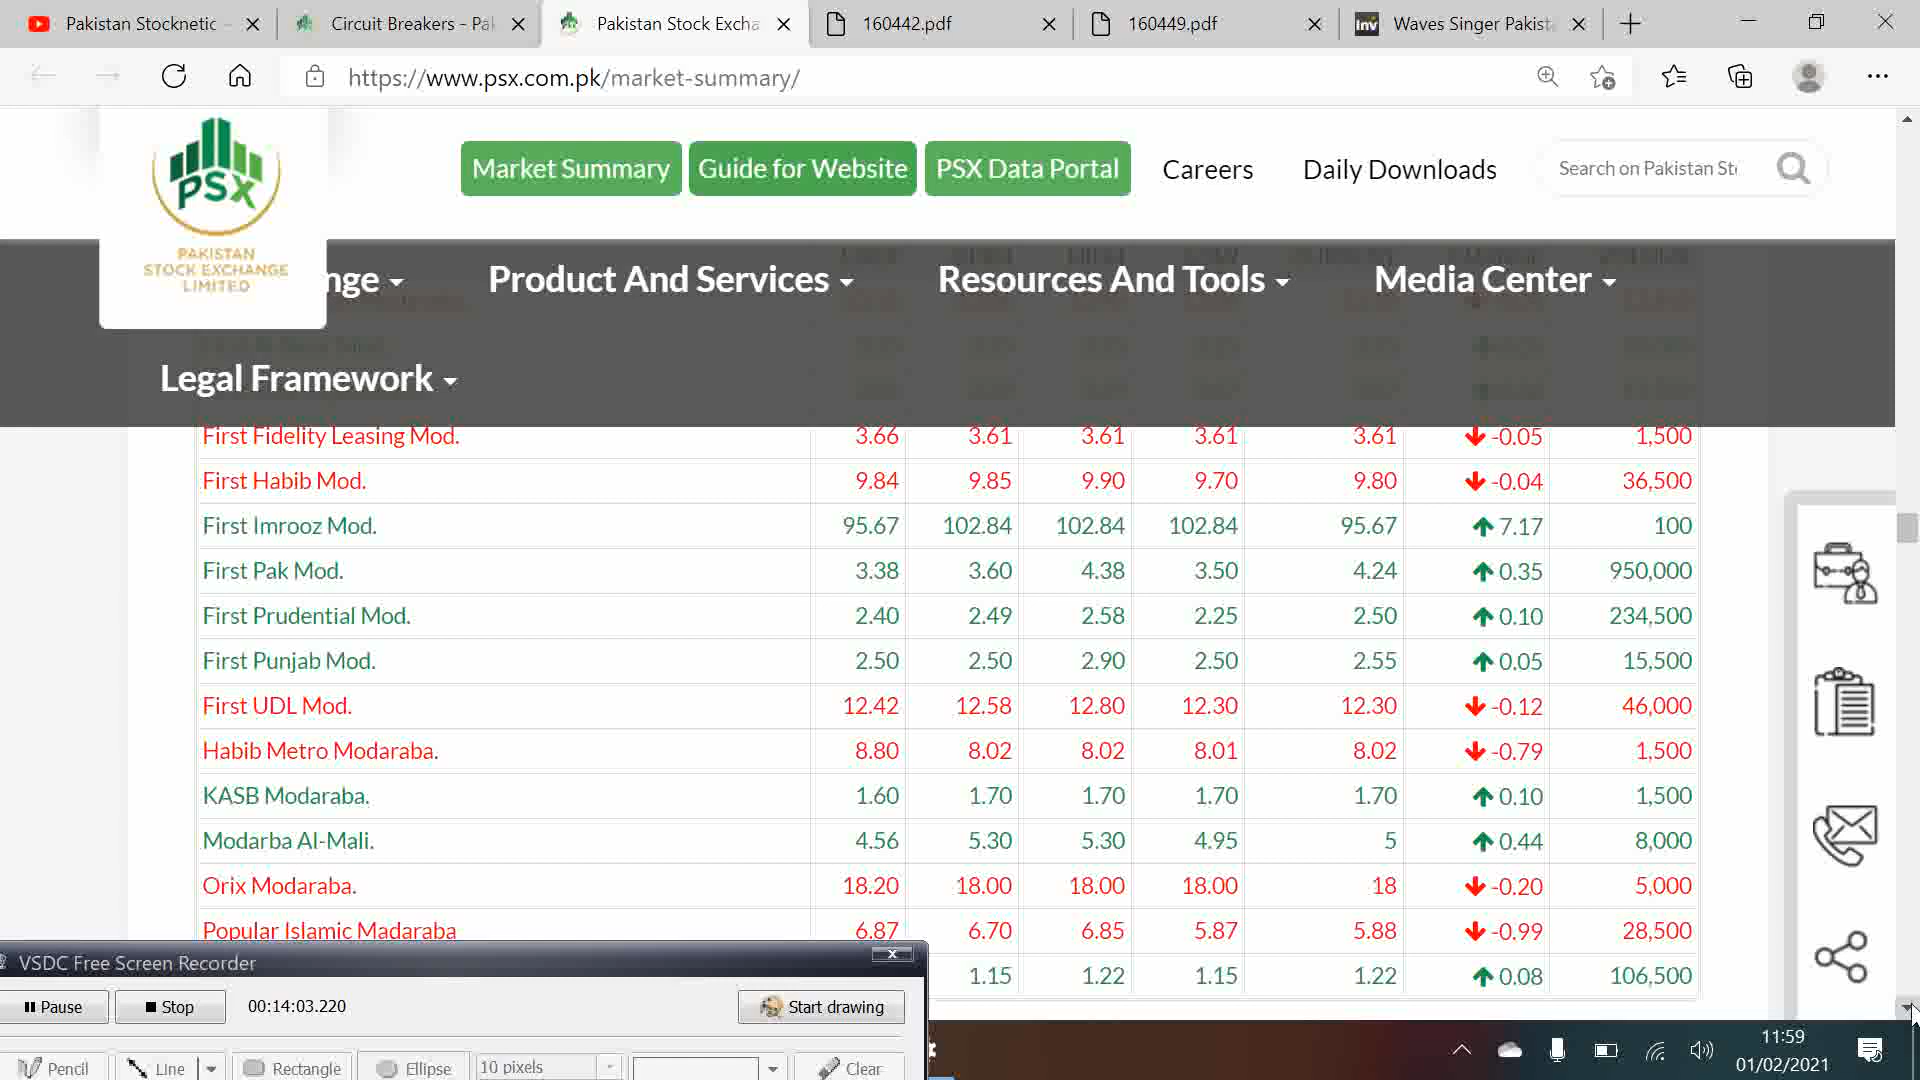 Pakistan Stocknetic
Circuit Breakers - Pak
Pakistan Stock Excha
160442.pdf
160449.pdf
Inv Waves Singer Pakist
https://www.psx.com.pk/market-summary/
PSX
PAKISTAN
STOCK EXCHANGE
LIMITED
Market Summary
Guide for Website
PSX Data Portal
Careers
Daily Downloads
Search on Pakistan Sto
nge
Product And Services
Resources And Tools
Media Center
Legal Framework
First Fidelity Leasing Mod. 3.66 3.61 3.61 3.61 3.61 -0.05 1,500
First Habib Mod. 9.84 9.85 9.90 9.70 9.80 -0.04 36,500
First Imrooz Mod. 95.67 102.84 102.84 102.84 95.67 7.17 100
First Pak Mod. 3.38 3.60 4.38 3.50 4.24 0.35 950,000
First Prudential Mod. 2.40 2.49 2.58 2.25 2.50 0.10 234,500
First Punjab Mod. 2.50 2.50 2.90 2.50 2.55 0.05 15,500
First UDL Mod. 12.42 12.58 12.80 12.30 12.30 -0.12 46,000
Habib Metro Modaraba. 8.80 8.02 8.02 8.01 8.02 -0.79 1,500
KASB Modaraba. 1.60 1.70 1.70 1.70 1.70 0.10 1,500
Modarba Al-Mali. 4.56 5.30 5.30 4.95 5 0.44 8,000
Orix Modaraba. 18.20 18.00 18.00 18.00 18 -0.20 5,000
Popular Islamic Madaraba 6.87 6.70 6.85 5.87 5.88 -0.99 28,500
1.15 1.22 1.15 1.22 0.08 106,500
VSDC Free Screen Recorder
Pause
Stop
00:14:03.220
Start drawing
Pencil
Line
Rectangle
Ellipse
10 pixels
Clear
11:59
01/02/2021